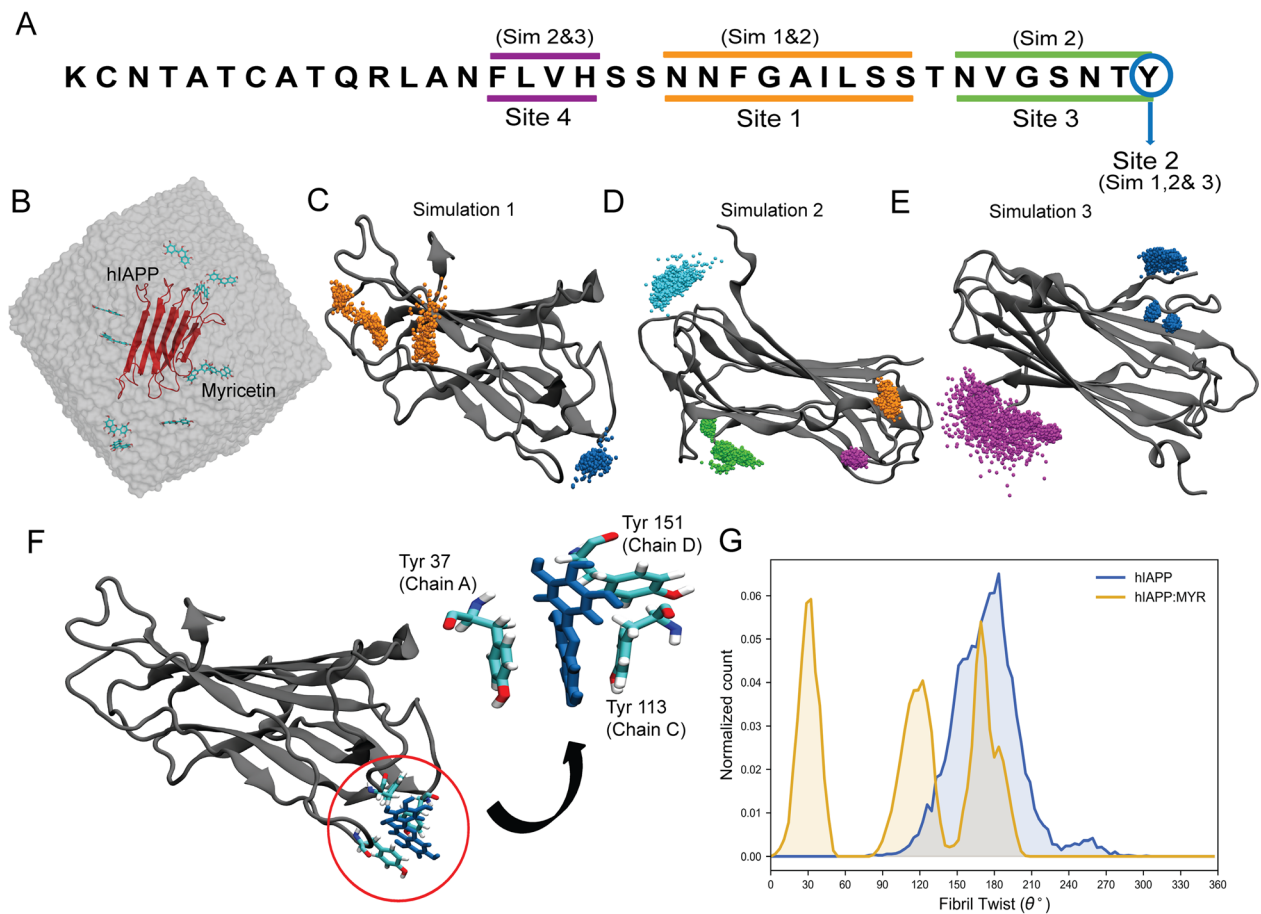 A
(Sim 2&3)
(Sim 1&2)
(Sim 2)
KCNTATCATQRLANFLVHSSNNFGAILSSTNVGSNTY
Site 4
Site 1
Site 3
Site 2
(Sim 1,2& 3)
B
hIAPP
Myricetin
C
Simulation 1
D
Simulation 2
E
Simulation 3
F
Tyr 37
(Chain A)
Tyr 151
(Chain D)
Tyr 113
(Chain C)
G
hIAPP
hIAPP:MYR
Normalized count
0.06
0.05
0.04
0.03
0.02
0.01
0.00
0 30 60 90 120 150 180 210 240 270 300 330 360
Fibril Twist (θ°)